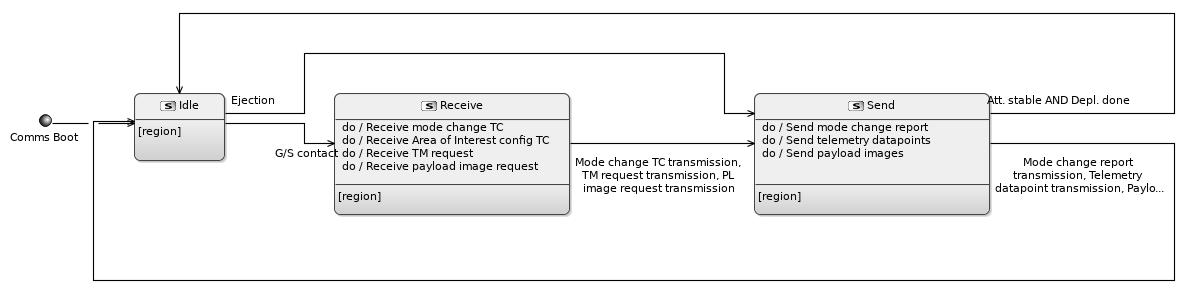 Comms Boot
S Idle
[region]
Ejection
G/S contact
S Receive
do / Receive mode change TC
do / Receive Area of Interest config TC
do / Receive TM request
do / Receive payload image request
[region]
Mode change TC transmission,
TM request transmission, PL
image request transmission
S Send
do / Send mode change report
do / Send telemetry datapoints
do / Send payload images
[region]
Att. stable AND Depl. done
Mode change report
transmission, Telemetry
datapoint transmission, Paylo...